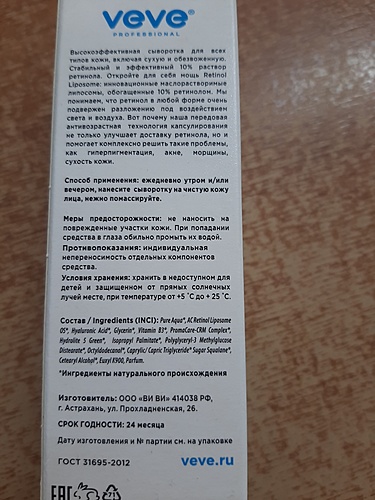 veve®
PROFESSIONAL
Высокоэффективная сыворотка для всех
типов кожи, включая сухую и обезвоженную.
Стабильный и эффективный 10% раствор
ретинола. Откройте для себя мощь Retinol
Liposome: инновационные маслорастворимые
липосомы, обогащенные 10% ретинолом. Мы
понимаем, что ретинол в любой форме очень
подвержен разложению под воздействием
света и воздуха. Вот почему наша передовая
антивозрастная технология капсулирования
не только улучшает доставку ретинола, но и
помогает комплексно решить такие проблемы,
как гиперпигментация, акне, морщины,
сухость кожи.
Способ применения: ежедневно утром и/или
вечером, нанесите сыворотку на чистую кожу
лица, нежно помассируйте.
Меры предосторожности: не наносить на
поврежденные участки кожи. При попадании
средства в глаза обильно промыть их водой.
Противопоказания: индивидуальная
непереносимость отдельных компонентов
средства.
Условия хранения: хранить в недоступном для
детей и защищенном от прямых солнечных
лучей месте, при температуре от +5 °C до + 25 °C.
Состав / Ingredients (INCI): Pure Aqua*, AC Retinol Liposome
OS*, Hyaluronic Acid*, Glycerin*, Vitamin B3*, PromaCare-CRM Complex*,
Hydrolite 5 Green*, Isopropyl Palmitate*, Polyglyceryl-3 Methylglucose
Distearate*, Octyldodecanol*, Caprylic/ Capric Triglyceride* Sugar Squalane*,
Cetearyl Alcohol*, Euxyl K900, Parfum.
*Ингредиенты натурального происхождения
Изготовитель: ООО «ВИ ВИ» 414038 РФ,
г. Астрахань, ул. Прохладненская, 26.
СРОК ГОДНОСТИ: 24 месяца
Дату изготовления и № партии см. на упаковке
ГОСТ 31695-2012 veve.ru
EAC